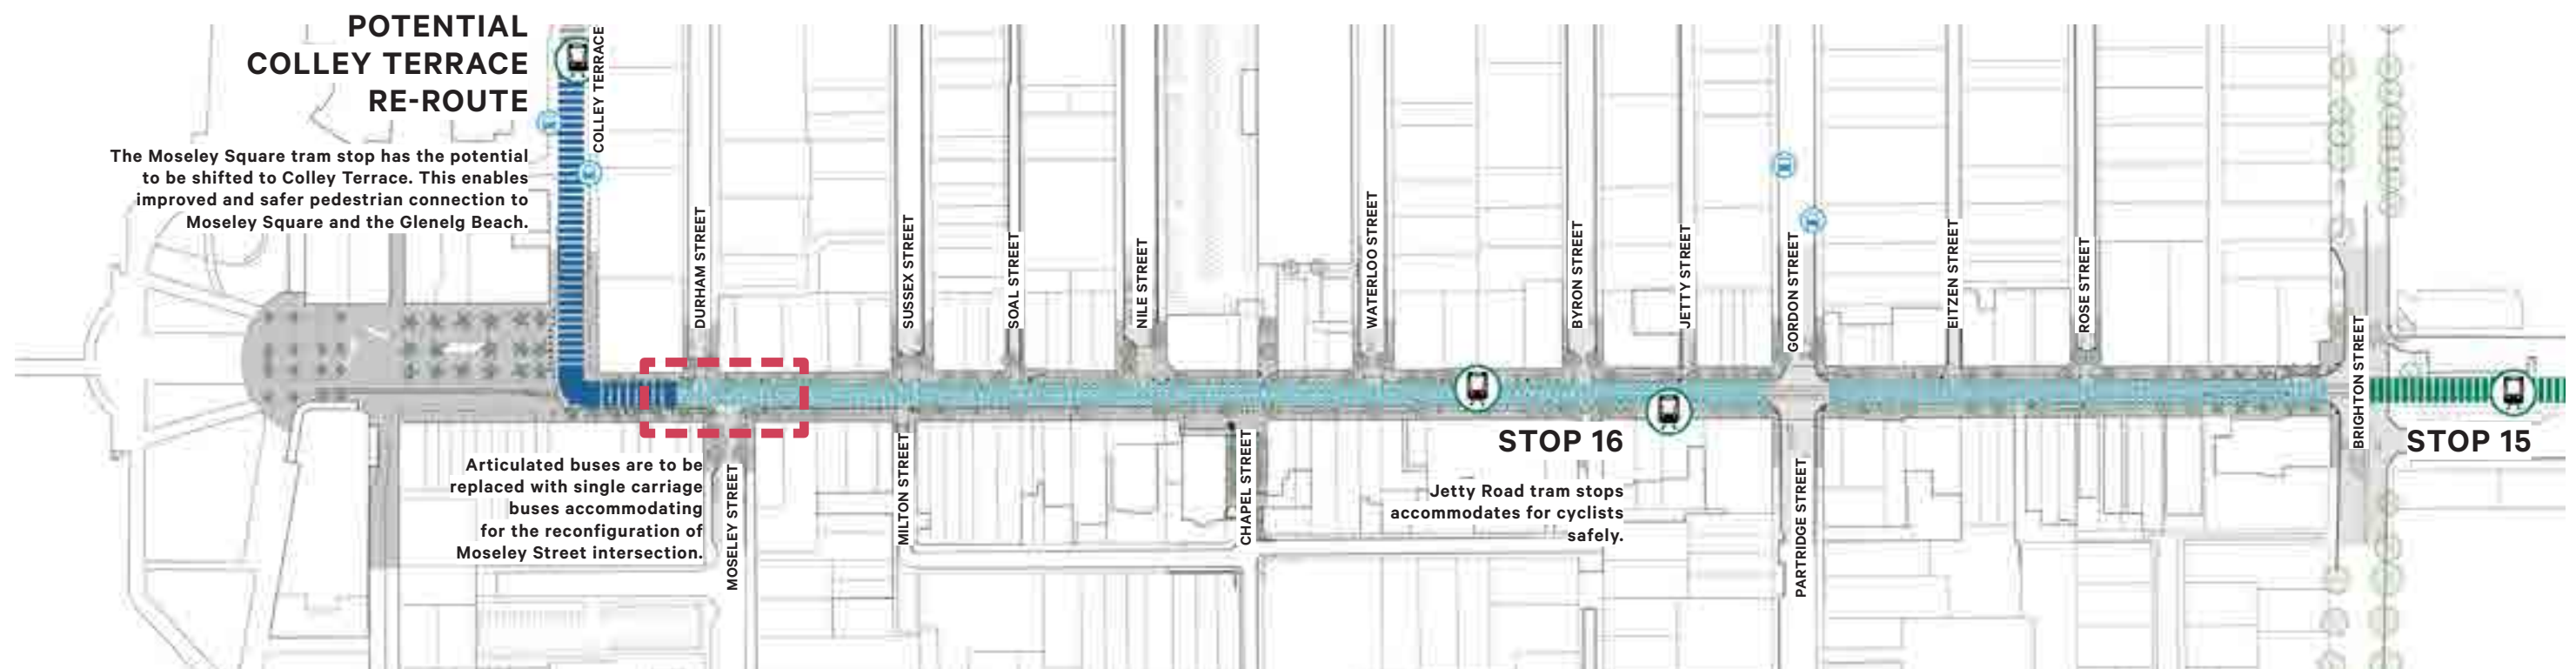 POTENTIAL
COLLEY TERRACE
RE-ROUTE
The Moseley Square tram stop has the potential
to be shifted to Colley Terrace. This enables
improved and safer pedestrian connection to
Moseley Square and the Glenelg Beach.
COLLEY TERRACE
DURHAM STREET
SUSSEX STREET
SOAL STREET
NILE STREET
WATERLOO STREET
BYRON STREET
JETTY STREET
GORDON STREET
EITZEN STREET
ROSE STREET
BRIGHTON STREET
Articulated buses are to be
replaced with single carriage
buses accommodating
for the reconfiguration of
Moseley Street intersection.
MOSELEY STREET
MILTON STREET
CHAPEL STREET
STOP 16
Jetty Road tram stops
accommodates for cyclists
safely.
PARTRIDGE STREET
STOP 15